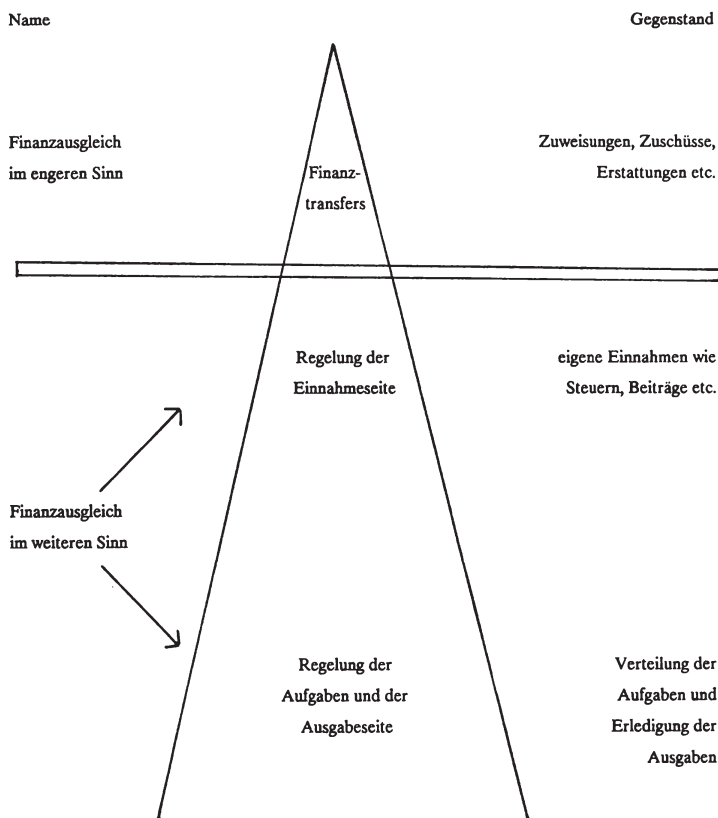 Name
Gegenstand
Finanzausgleich
im engeren Sinn
Finanz-
transfers
Zuweisungen, Zuschüsse,
Erstattungen etc.
Regelung der
Einnahmeseite
eigene Einnahmen wie
Steuern, Beiträge etc.
Finanzausgleich
im weiteren Sinn
Regelung der
Aufgaben und der
Ausgabeseite
Verteilung der
Aufgaben und
Erledigung der
Ausgaben